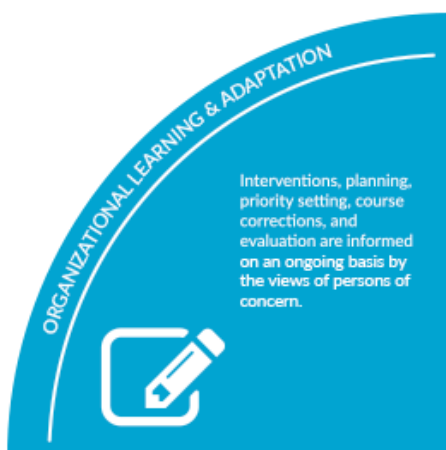 ORGANIZATIONAL LEARNING & ADAPTATION
Interventions, planning,
priority setting, course
corrections, and
evaluation are informed
on an ongoing basis by
the views of persons of
concern.